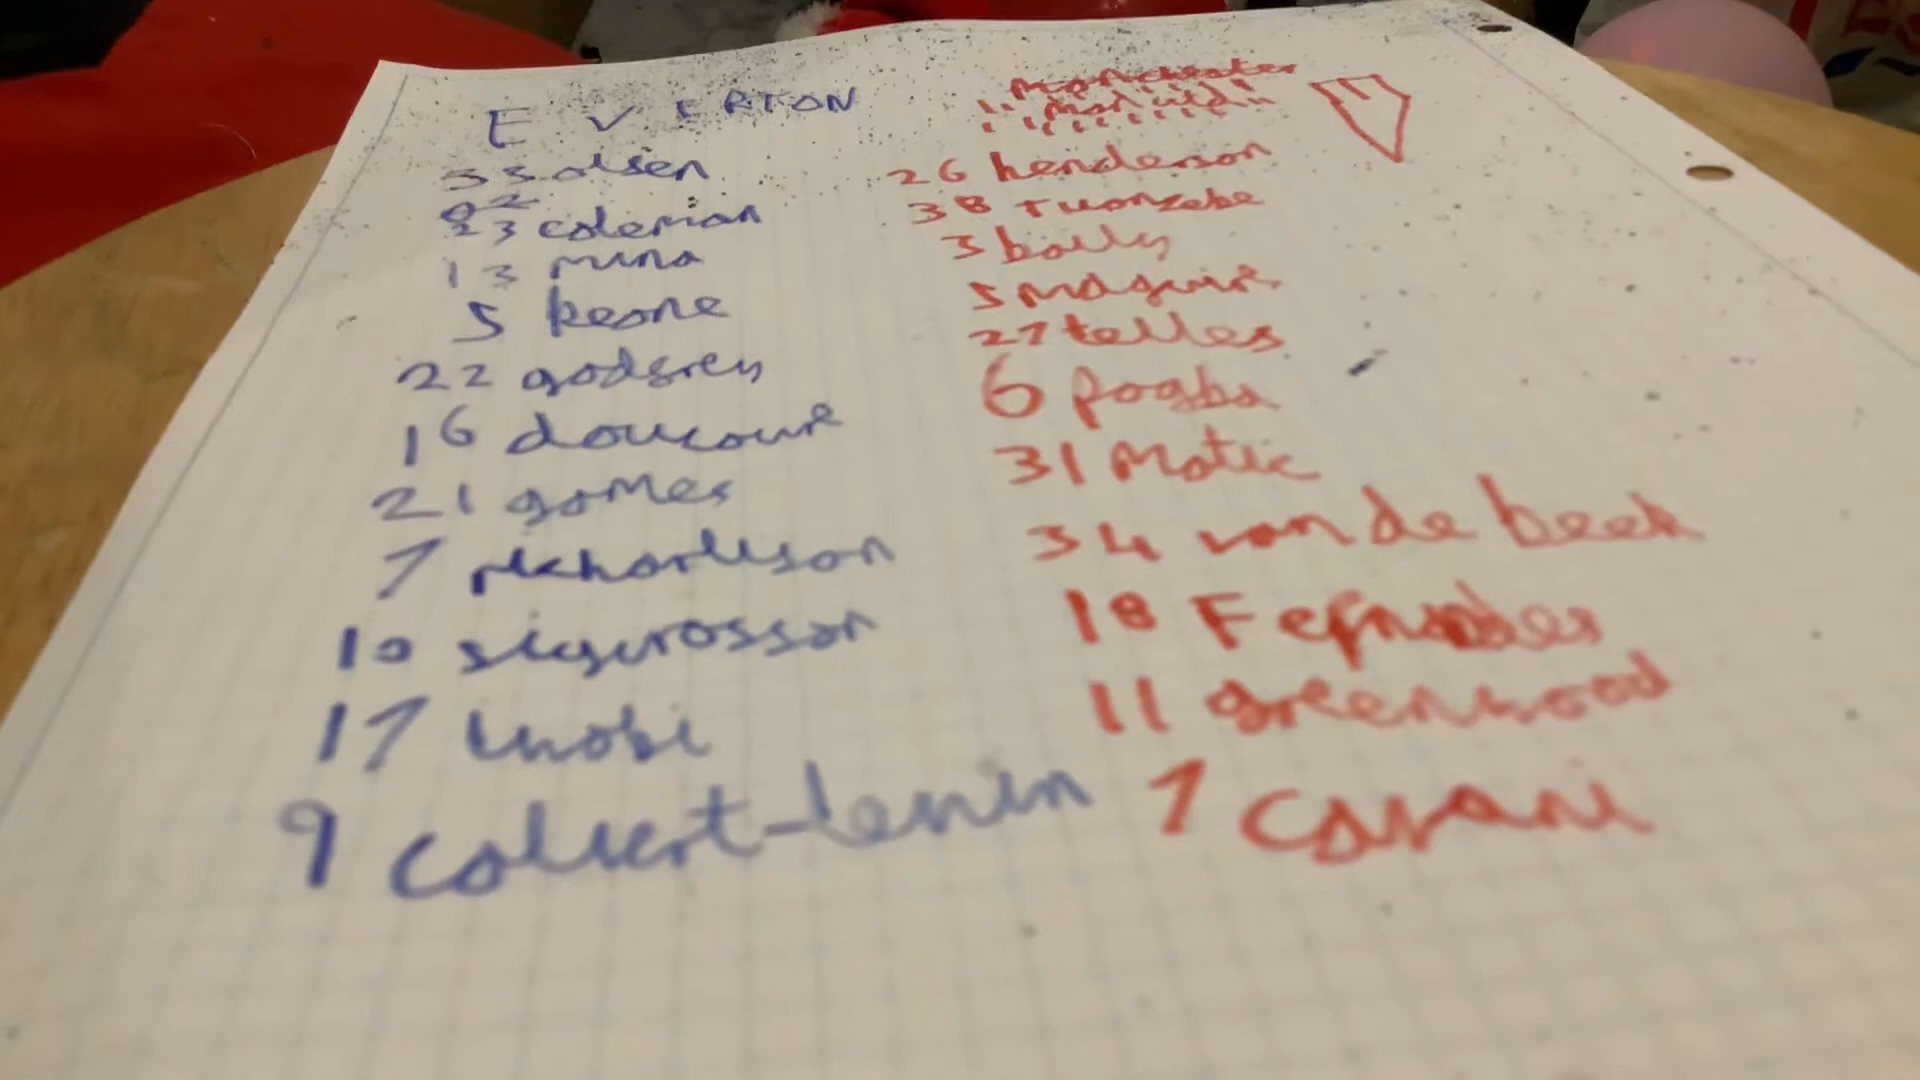 EVERTON
33 olsen
23 coleman
13 mina
5 keane
22 godfrey
16 doucoure
21 gomes
7 richarlison
10 sigurosson
17 iwobi
9 calvert-lewin
Manchester
26 henderson
38 tuanzebe
3 bailly
5 maguire
27 telles
6 pogba
31 Matic
34 van de beek
18 Fernandes
11 greenwood
7 Cavani